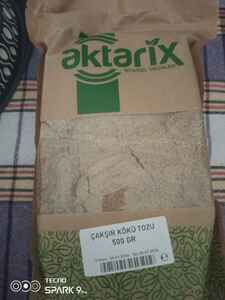 aktarix
ÇAKŞIR KÖKÜ TOZU
500 GR
TECNO
SPARK 9